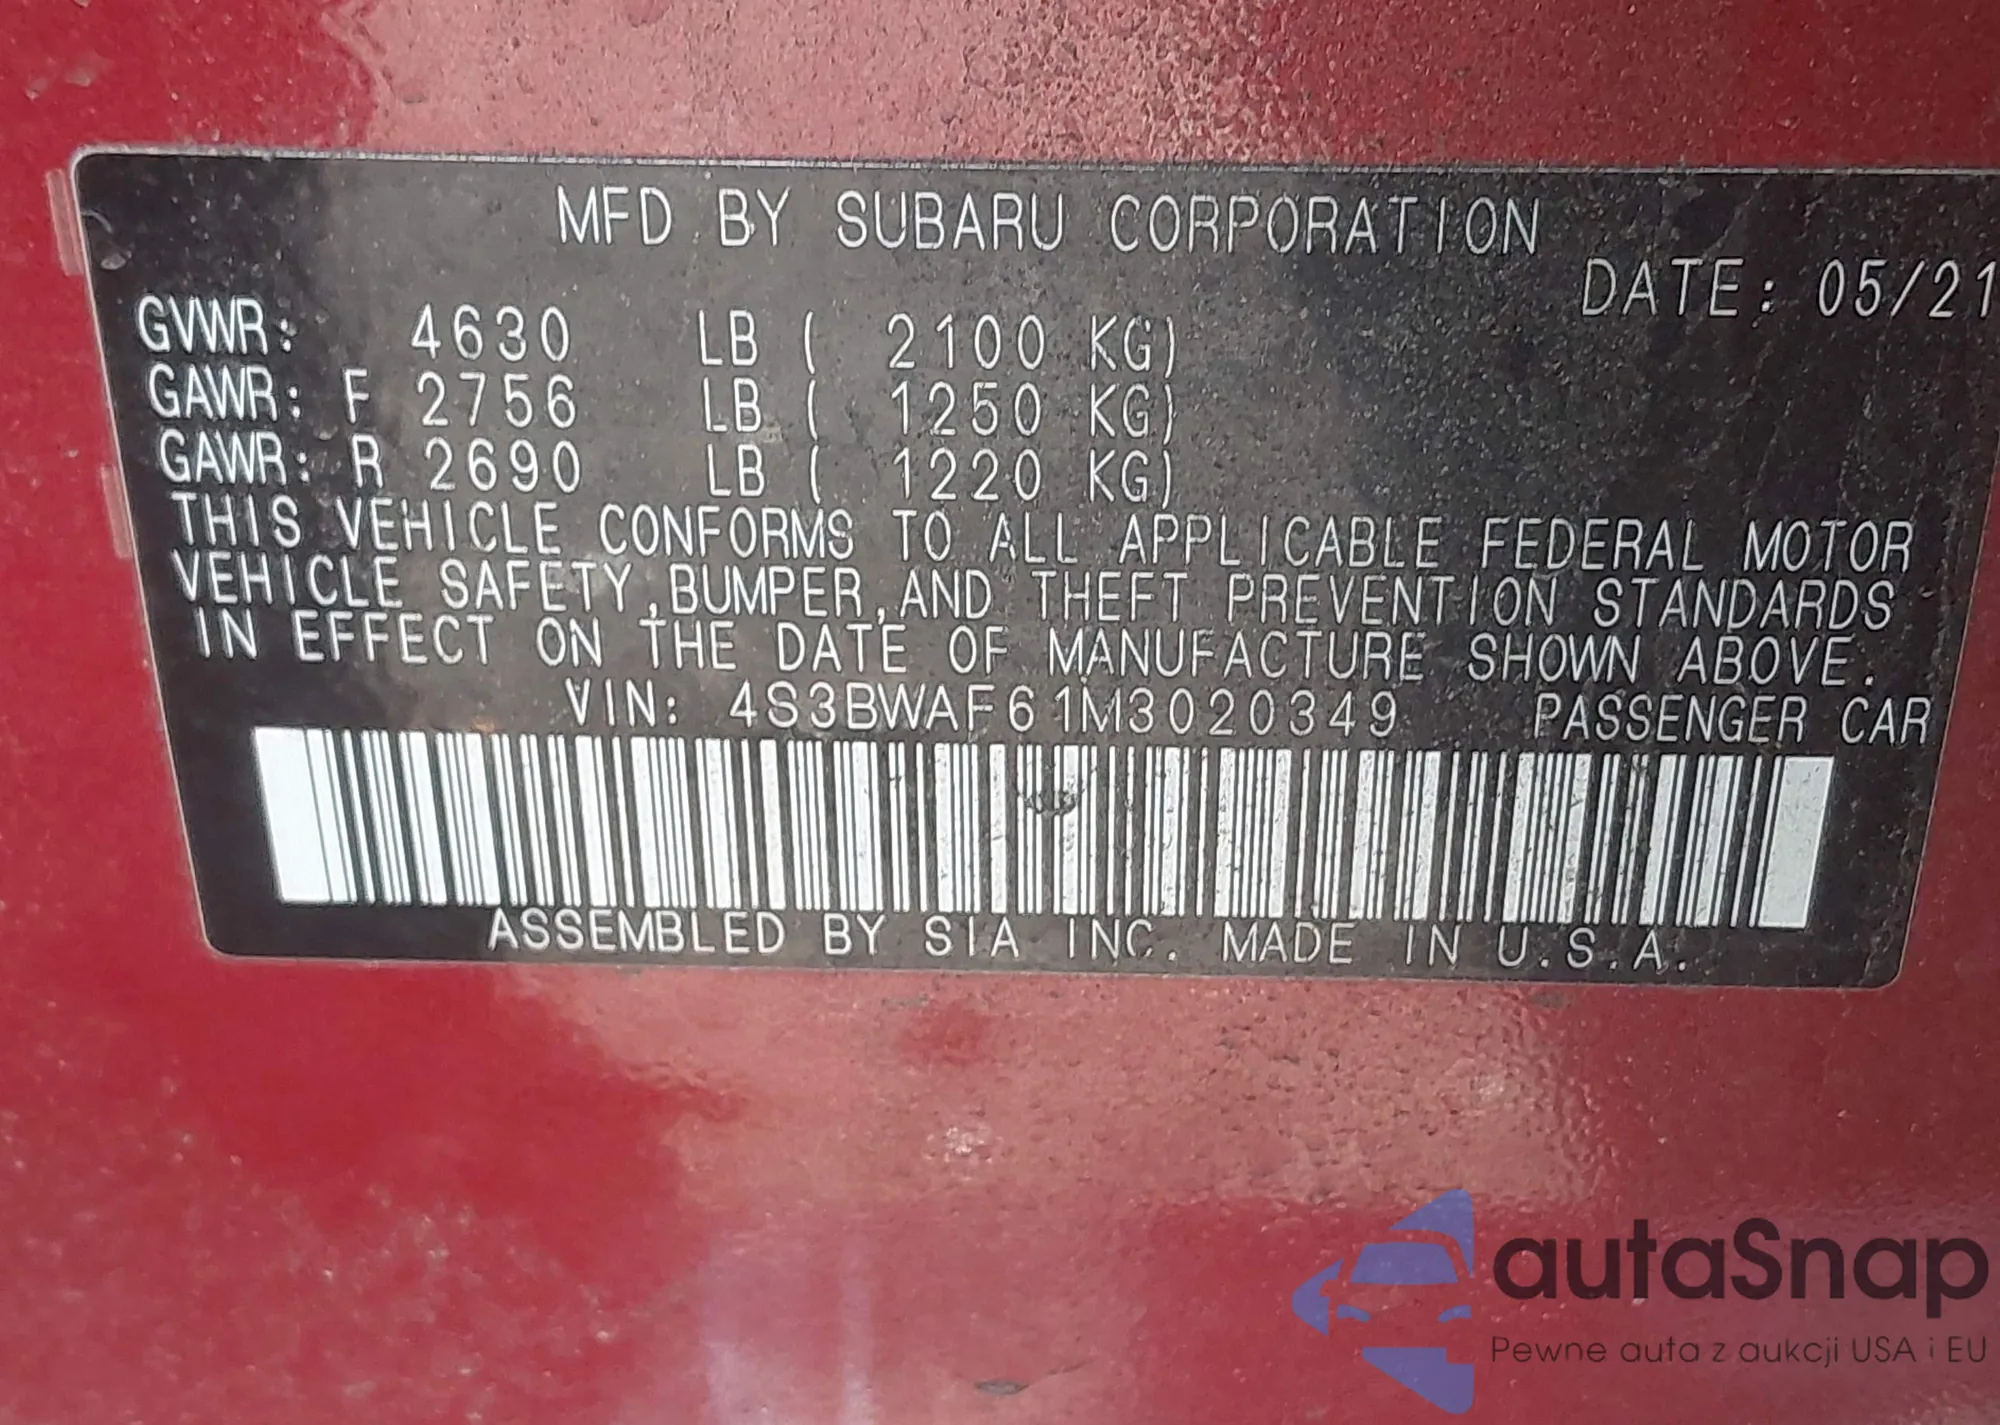 MFD BY SUBARU CORPORATION
DATE: 05/21
GVWR: 4630 LB ( 2100 KG)
GAWR: F 2756 LB ( 1250 KG)
GAWR: R 2690 LB ( 1220 KG)
THIS VEHICLE CONFORMS TO ALL APPLICABLE FEDERAL MOTOR
VEHICLE SAFETY,BUMPER,AND THEFT PREVENTION STANDARDS
IN EFFECT ON THE DATE OF MANUFACTURE SHOWN ABOVE.
VIN: 4S3BWAF61M3020349 PASSENGER CAR
ASSEMBLED BY SIA INC. MADE IN U.S.A.
autaSnap
Pewne auta z aukcji USA i EU